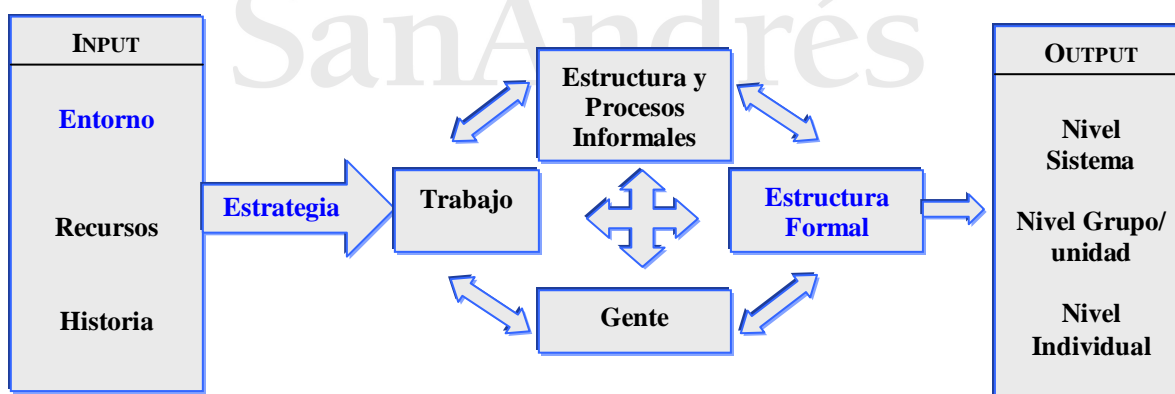 SanAndrés
INPUT
Entorno
Recursos
Historia
Estrategia
Trabajo
Estructura y
Procesos
Informales
Gente
Estructura
Formal
OUTPUT
Nivel
Sistema
Nivel Grupo/
unidad
Nivel
Individual